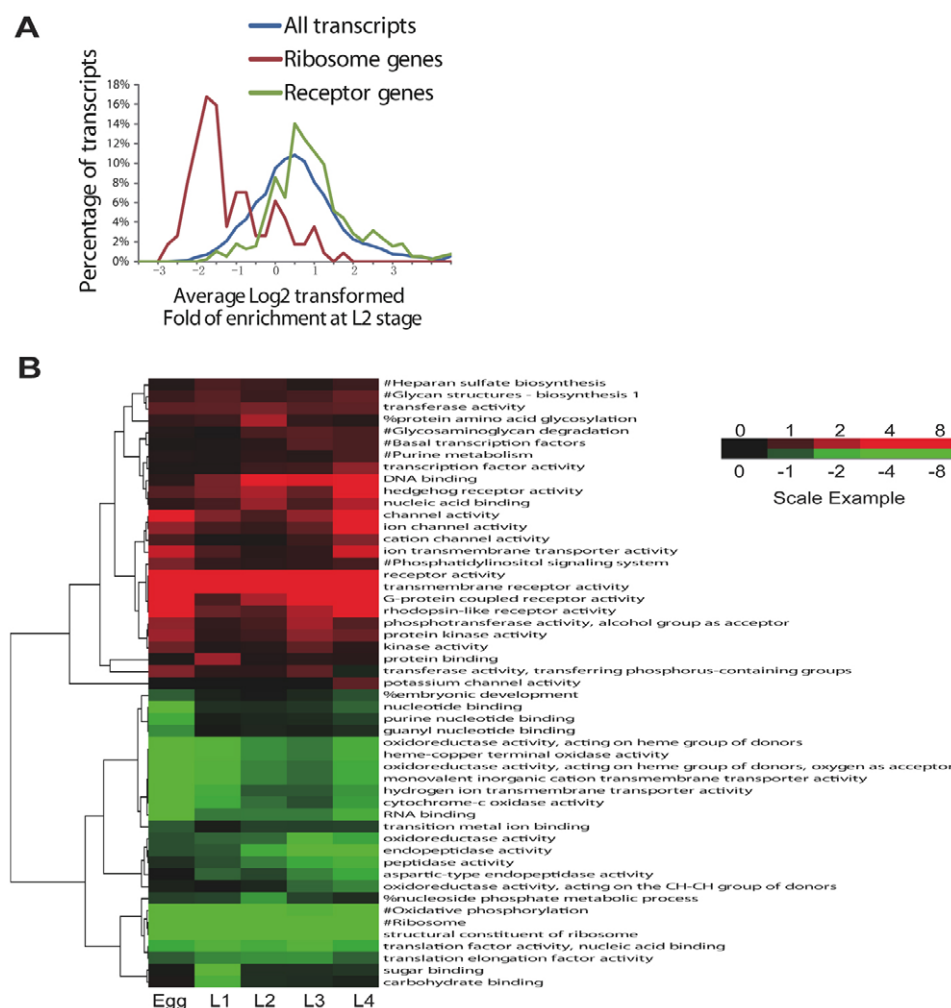 A
All transcripts
Ribosome genes
Receptor genes
Percentage of transcripts
18%
16%
14%
12%
10%
8%
6%
4%
2%
0%
-3 -2 -1 0 1 2 3
Average Log2 transformed
Fold of enrichment at L2 stage
B
#Heparan sulfate biosynthesis
#Glycan structures - biosynthesis 1
transferase activity
%protein amino acid glycosylation
#Glycosaminoglycan degradation
#Basal transcription factors
#Purine metabolism
transcription factor activity
DNA binding
hedgehog receptor activity
nucleic acid binding
channel activity
ion channel activity
cation channel activity
ion transmembrane transporter activity
#Phosphatidylinositol signaling system
receptor activity
transmembrane receptor activity
G-protein coupled receptor activity
rhodopsin-like receptor activity
phosphotransferase activity, alcohol group as acceptor
protein kinase activity
kinase activity
protein binding
transferase activity, transferring phosphorus-containing groups
potassium channel activity
%embryonic development
nucleotide binding
purine nucleotide binding
guanyl nucleotide binding
oxidoreductase activity, acting on heme group of donors
heme-copper terminal oxidase activity
oxidoreductase activity, acting on heme group of donors, oxygen as acceptor
monovalent inorganic cation transmembrane transporter activity
hydrogen ion transmembrane transporter activity
cytochrome-c oxidase activity
RNA binding
transition metal ion binding
oxidoreductase activity
endopeptidase activity
peptidase activity
aspartic-type endopeptidase activity
oxidoreductase activity, acting on the CH-CH group of donors
%nucleoside phosphate metabolic process
#Oxidative phosphorylation
#Ribosome
structural constituent of ribosome
translation factor activity, nucleic acid binding
translation elongation factor activity
sugar binding
carbohydrate binding
Egg L1 L2 L3 L4
0 1 2 4 8
0 -1 -2 -4 -8
Scale Example